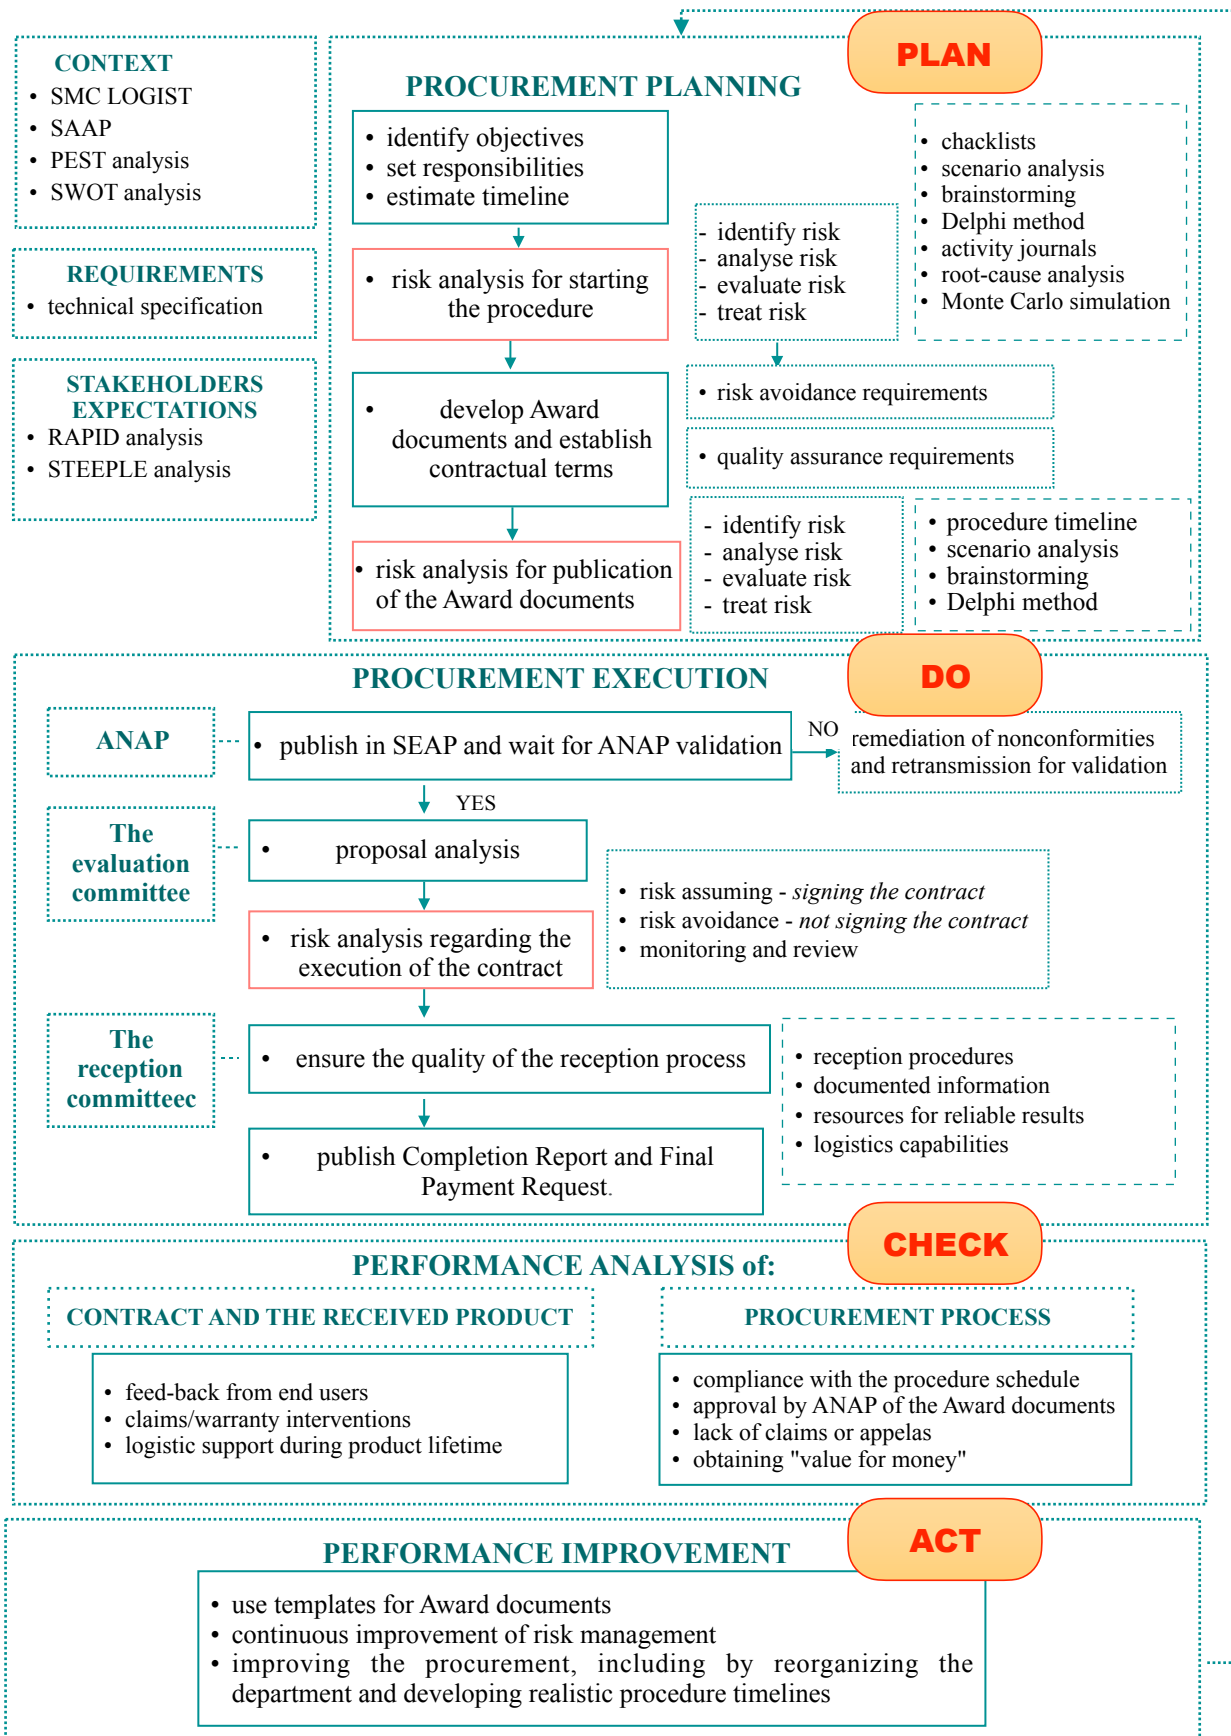 PLAN
CONTEXT
• SMC LOGIST
• SAAP
• PEST analysis
• SWOT analysis
REQUIREMENTS
• technical specification
STAKEHOLDERS
EXPECTATIONS
• RAPID analysis
• STEEPLE analysis
PROCUREMENT PLANNING
• identify objectives
• set responsibilities
• estimate timeline
• risk analysis for starting
the procedure
- identify risk
- analyse risk
- evaluate risk
- treat risk
• chacklists
• scenario analysis
• brainstorming
• Delphi method
• activity journals
• root-cause analysis
• Monte Carlo simulation
• develop Award
documents and establish
contractual terms
• risk avoidance requirements
• quality assurance requirements
• risk analysis for publication
of the Award documents
- identify risk
- analyse risk
- evaluate risk
- treat risk
• procedure timeline
• scenario analysis
• brainstorming
• Delphi method
DO
PROCUREMENT EXECUTION
ANAP
• publish in SEAP and wait for ANAP validation
NO
remediation of nonconformities
and retransmission for validation
YES
The
evaluation
committee
• proposal analysis
• risk analysis regarding the
execution of the contract
• risk assuming - signing the contract
• risk avoidance - not signing the contract
• monitoring and review
The
reception
committeec
• ensure the quality of the reception process
• reception procedures
• documented information
• resources for reliable results
• logistics capabilities
• publish Completion Report and Final
Payment Request.
CHECK
PERFORMANCE ANALYSIS of:
CONTRACT AND THE RECEIVED PRODUCT
• feed-back from end users
• claims/warranty interventions
• logistic support during product lifetime
PROCUREMENT PROCESS
• compliance with the procedure schedule
• approval by ANAP of the Award documents
• lack of claims or appelas
• obtaining "value for money"
ACT
PERFORMANCE IMPROVEMENT
• use templates for Award documents
• continuous improvement of risk management
• improving the procurement, including by reorganizing the
department and developing realistic procedure timelines